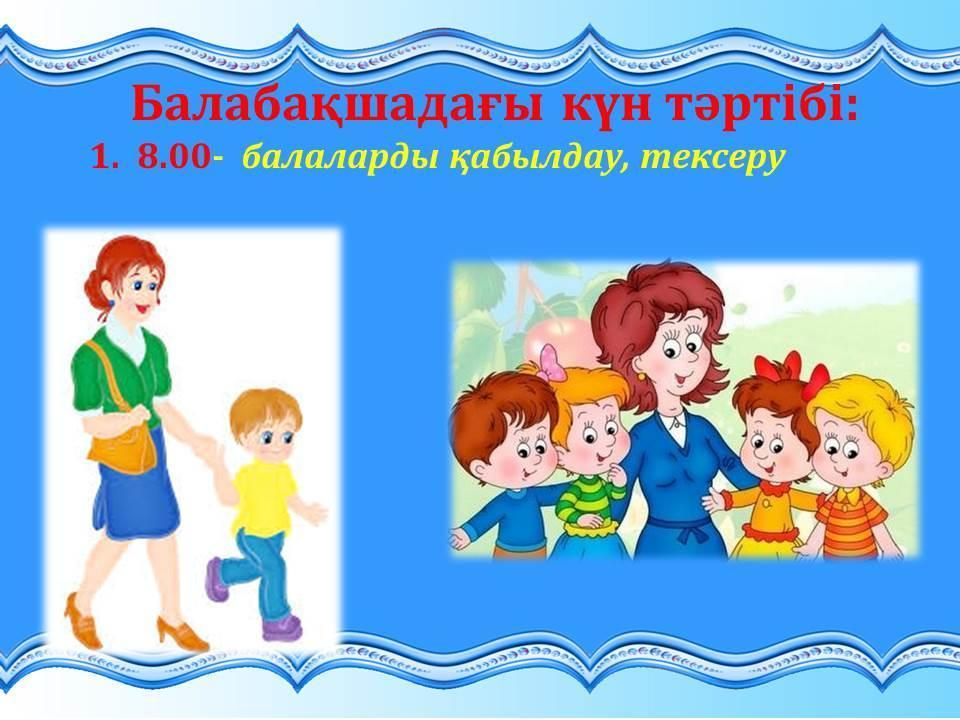 Балабақшадағы күн тәртібі:
1. 8.00- балаларды қабылдау, тексеру